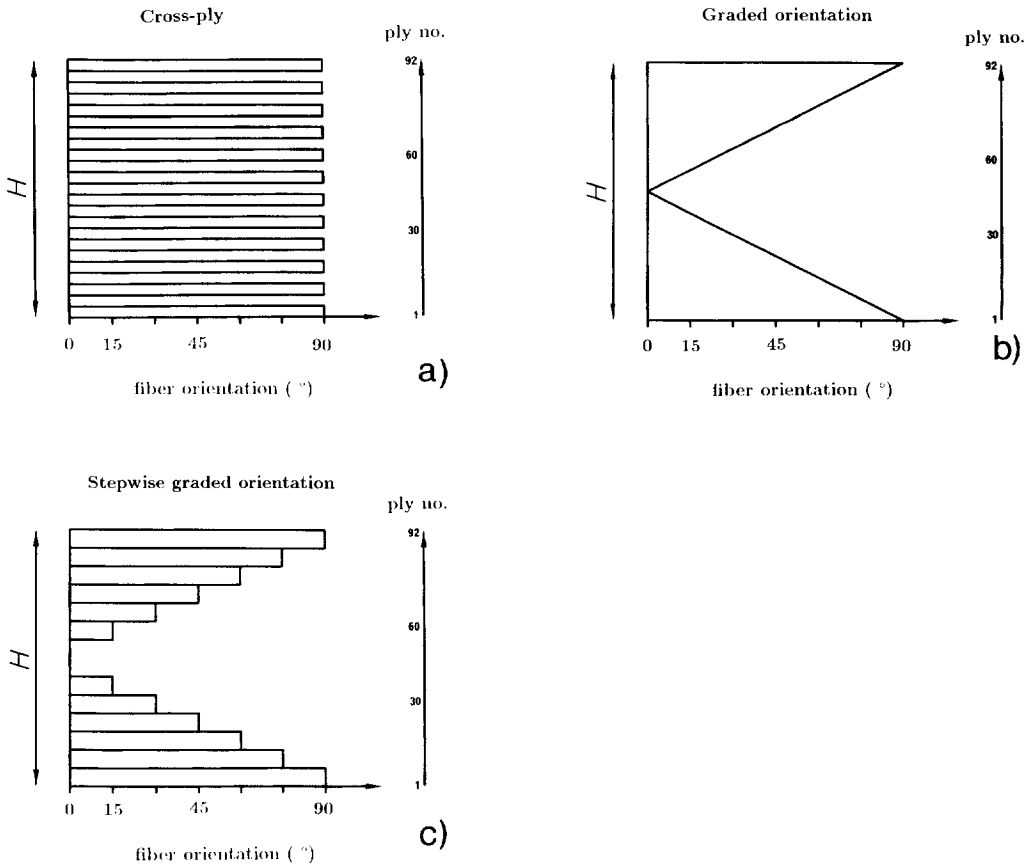 Cross-ply
ply no.
92
60
30
1
H
0 15 45 90
fiber orientation ( °)
a)
Graded orientation
ply no.
92
60
30
1
H
0 15 45 90
fiber orientation ( °)
b)
Stepwise graded orientation
ply no.
92
60
30
1
H
0 15 45 90
fiber orientation ( °)
c)